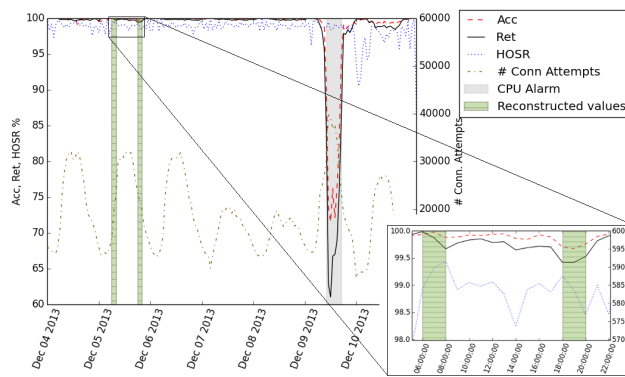 100
95
90
85
80
75
70
65
60
Acc, Ret, HOSR %
60000
50000
40000
30000
20000
# Conn. Attempts
Dec 04 2013
Dec 05 2013
Dec 06 2013
Dec 07 2013
Dec 08 2013
Dec 09 2013
Dec 10 2013
Acc
Ret
HOSR
# Conn Attempts
CPU Alarm
Reconstructed values
100.0
99.5
99.0
98.5
98.0
600
595
590
585
580
575
570
06:00:00
08:00:00
10:00:00
12:00:00
14:00:00
16:00:00
18:00:00
20:00:00
22:00:00